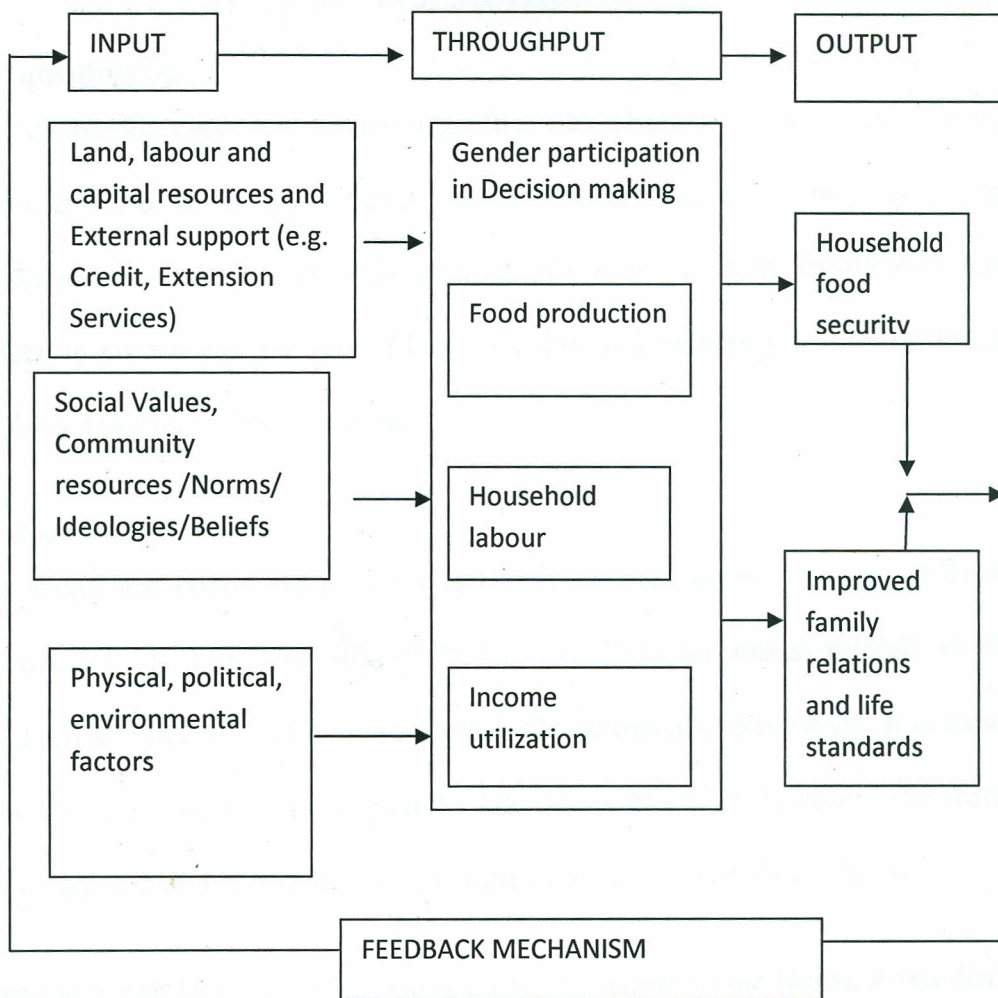 INPUT
THROUGHPUT
OUTPUT
Land, labour and
capital resources and
External support (e.g.
Credit, Extension
Services)
Social Values,
Community
resources /Norms/
Ideologies/Beliefs
Physical, political,
environmental
factors
Gender participation
in Decision making
Food production
Household
labour
Income
utilization
Household
food
security
Improved
family
relations
and life
standards
FEEDBACK MECHANISM